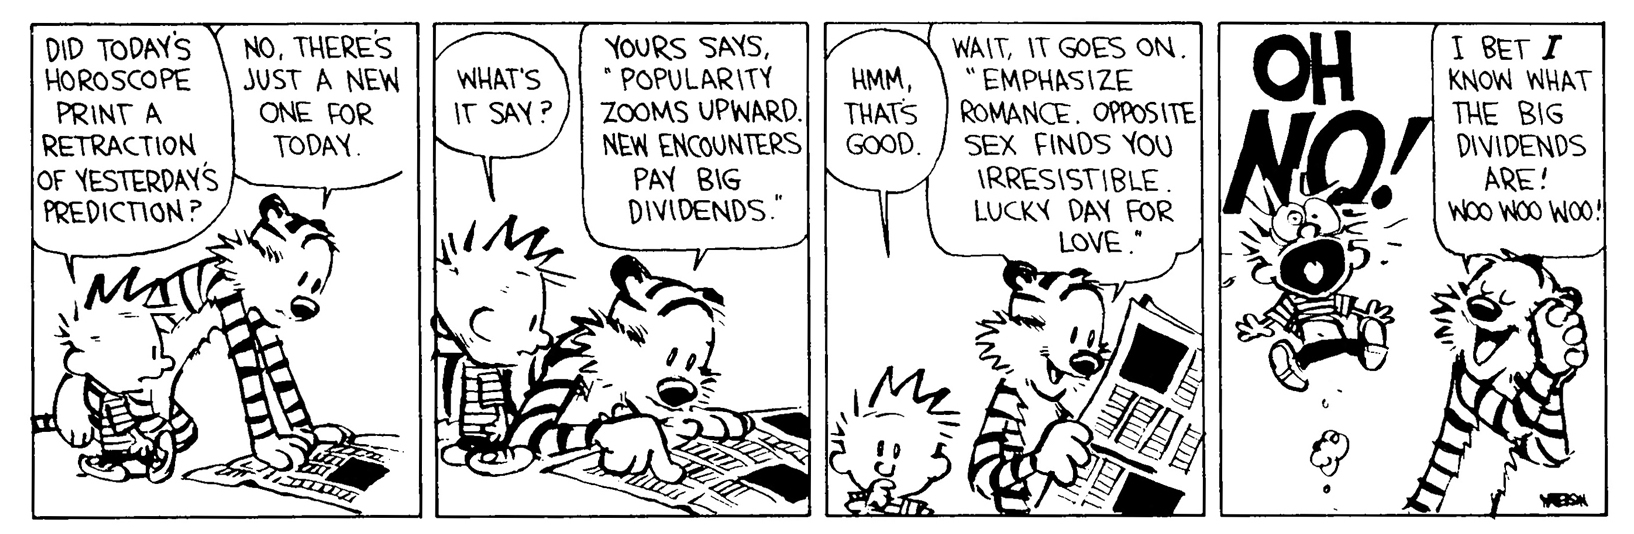 DID TODAY'S
HOROSCOPE
PRINT A
RETRACTION
OF YESTERDAY'S
PREDICTION?
NO, THERE'S
JUST A NEW
ONE FOR
TODAY.
WHAT'S
IT SAY?
YOURS SAYS,
"POPULARITY
ZOOMS UPWARD.
NEW ENCOUNTERS
PAY BIG
DIVIDENDS."
HMM,
THAT'S
GOOD.
WAIT, IT GOES ON.
"EMPHASIZE
ROMANCE. OPPOSITE
SEX FINDS YOU
IRRESISTIBLE.
LUCKY DAY FOR
LOVE."
OH
NO!
I BET I
KNOW WHAT
THE BIG
DIVIDENDS
ARE!
WOO WOO WOO!
WATTERSON